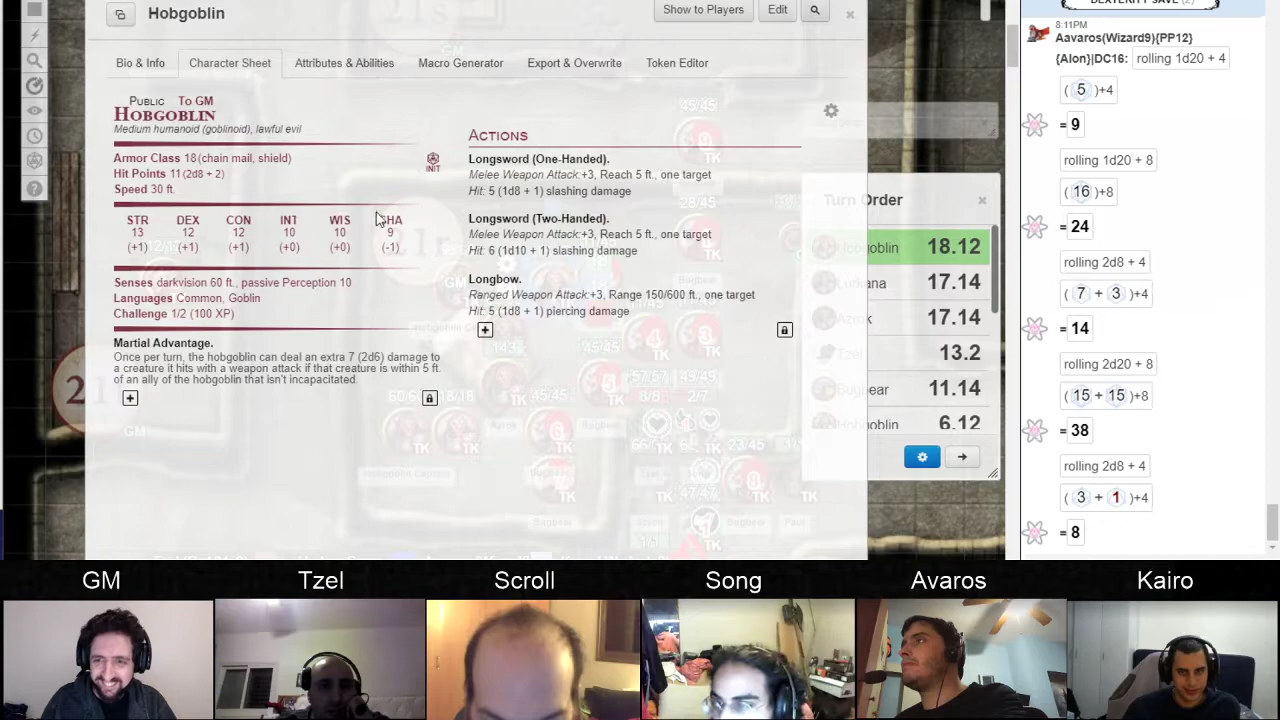 Hobgoblin
Show to Players
Edit
Bio & Info
Character Sheet
Attributes & Abilities
Macro Generator
Export & Overwrite
Token Editor
Public To GM
Hobgoblin
Medium humanoid (goblinoid), lawful evil
Armor Class 18 (chain mail, shield)
Hit Points 11 (2d8 + 2)
Speed 30 ft.
INIT
STR DEX CON INT WIS CHA
13 12 12 10 10 9
(+1) (+1) (+1) (+0) (+0) (-1)
Senses darkvision 60 ft., passive Perception 10
Languages Common, Goblin
Challenge 1/2 (100 XP)
Martial Advantage.
Once per turn, the hobgoblin can deal an extra 7 (2d6) damage to
a creature it hits with a weapon attack if that creature is within 5 ft.
of an ally of the hobgoblin that isn't incapacitated.
Actions
Longsword (One-Handed).
Melee Weapon Attack:+3, Reach 5 ft., one target
Hit: 5 (1d8 + 1) slashing damage
Longsword (Two-Handed).
Melee Weapon Attack:+3, Reach 5 ft., one target
Hit: 6 (1d10 + 1) slashing damage
Longbow.
Ranged Weapon Attack:+3, Range 150/600 ft., one target
Hit: 5 (1d8 + 1) piercing damage
Turn Order
Hobgoblin 18.12
17.14
17.14
Tzel 13.2
Bugbear 11.14
Hobgoblin 6.12
DEXTERITY SAVE (2)
8:11PM
Aavaros(Wizard9){PP12}
{Alon}|DC16: rolling 1d20 + 4
(5)+4
= 9
rolling 1d20 + 8
(16)+8
= 24
rolling 2d8 + 4
(7 + 3)+4
= 14
rolling 2d20 + 8
(15 + 15)+8
= 38
rolling 2d8 + 4
(3 + 1)+4
= 8
GM
Tzel
Scroll
Song
Avaros
Kairo